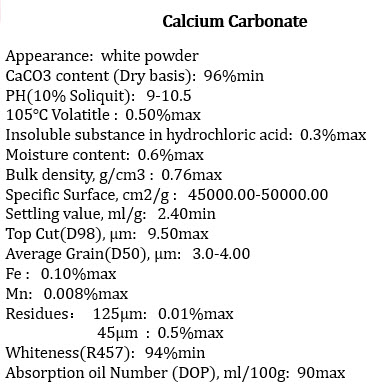 Calcium Carbonate
Appearance: white powder
CaCO3 content (Dry basis): 96%min
PH(10% Soliquit): 9-10.5
105℃ Volatitle : 0.50%max
Insoluble substance in hydrochloric acid: 0.3%max
Moisture content: 0.6%max
Bulk density, g/cm3 : 0.76max
Specific Surface, cm2/g : 45000.00-50000.00
Settling value, ml/g: 2.40min
Top Cut(D98), μm: 9.50max
Average Grain(D50), μm: 3.0-4.00
Fe : 0.10%max
Mn: 0.008%max
Residues： 125μm: 0.01%max
45μm : 0.5%max
Whiteness(R457): 94%min
Absorption oil Number (DOP), ml/100g: 90max